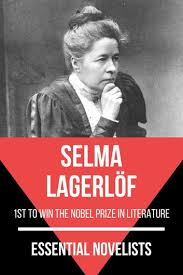 SELMA
LAGERLÖF
1ST TO WIN THE NOBEL PRIZE IN LITERATURE
ESSENTIAL NOVELISTS